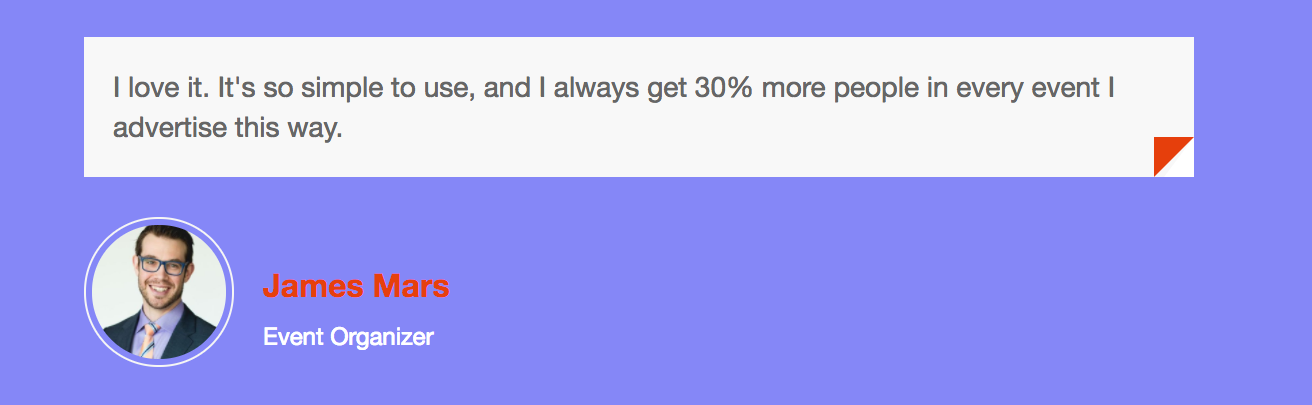 I love it. It's so simple to use, and I always get 30% more people in every event I
advertise this way.
James Mars
Event Organizer